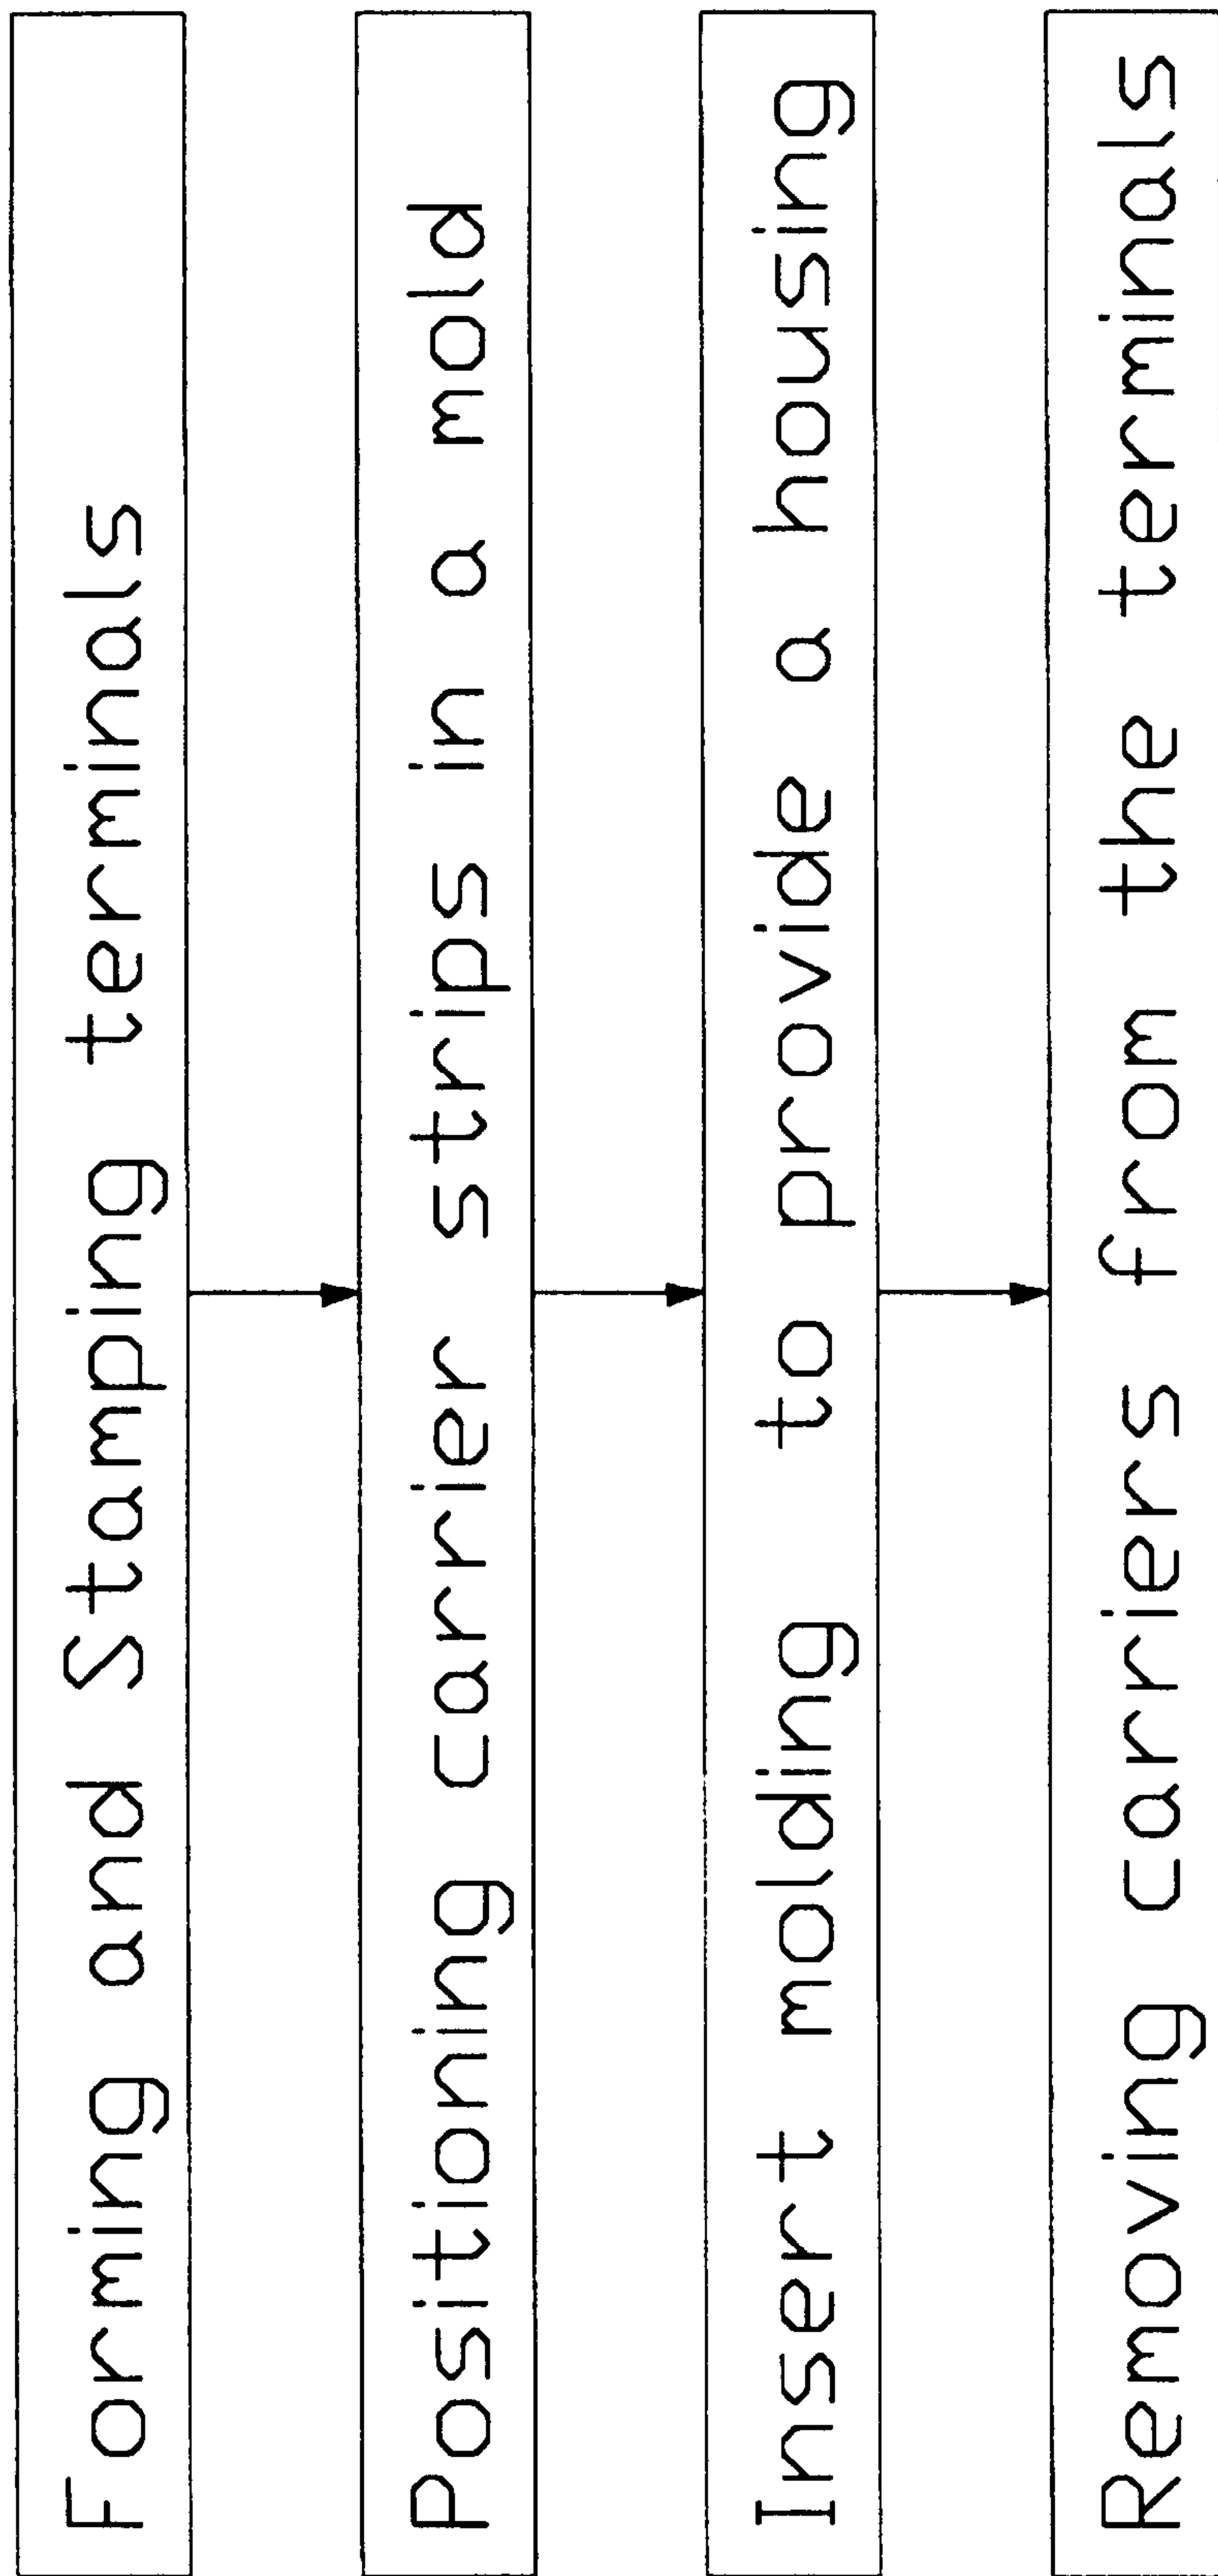 Forming and Stamping terminals
Positioning carrier strips in a mold
Insert molding to provide a housing
Removing carriers from the terminals